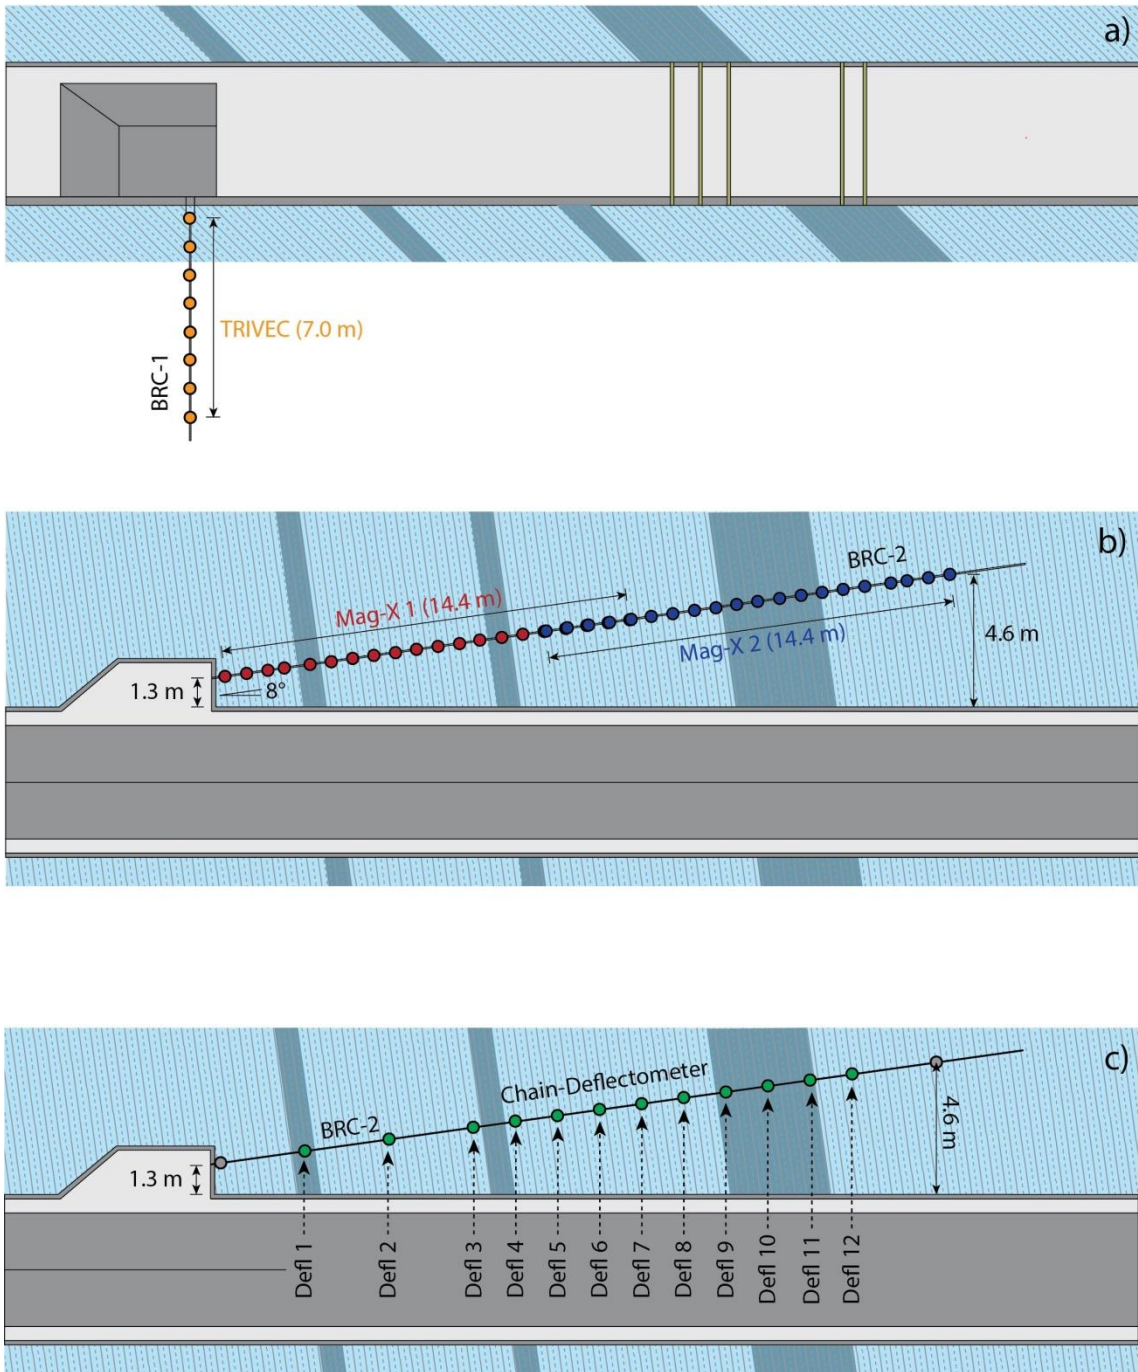 a)
TRIVEC (7.0 m)
BRC-1
b)
BRC-2
Mag-X 1 (14.4 m)
Mag-X 2 (14.4 m)
4.6 m
1.3 m
8°
c)
Chain-Deflectometer
BRC-2
4.6 m
1.3 m
Defl 1
Defl 2
Defl 3
Defl 4
Defl 5
Defl 6
Defl 7
Defl 8
Defl 9
Defl 10
Defl 11
Defl 12